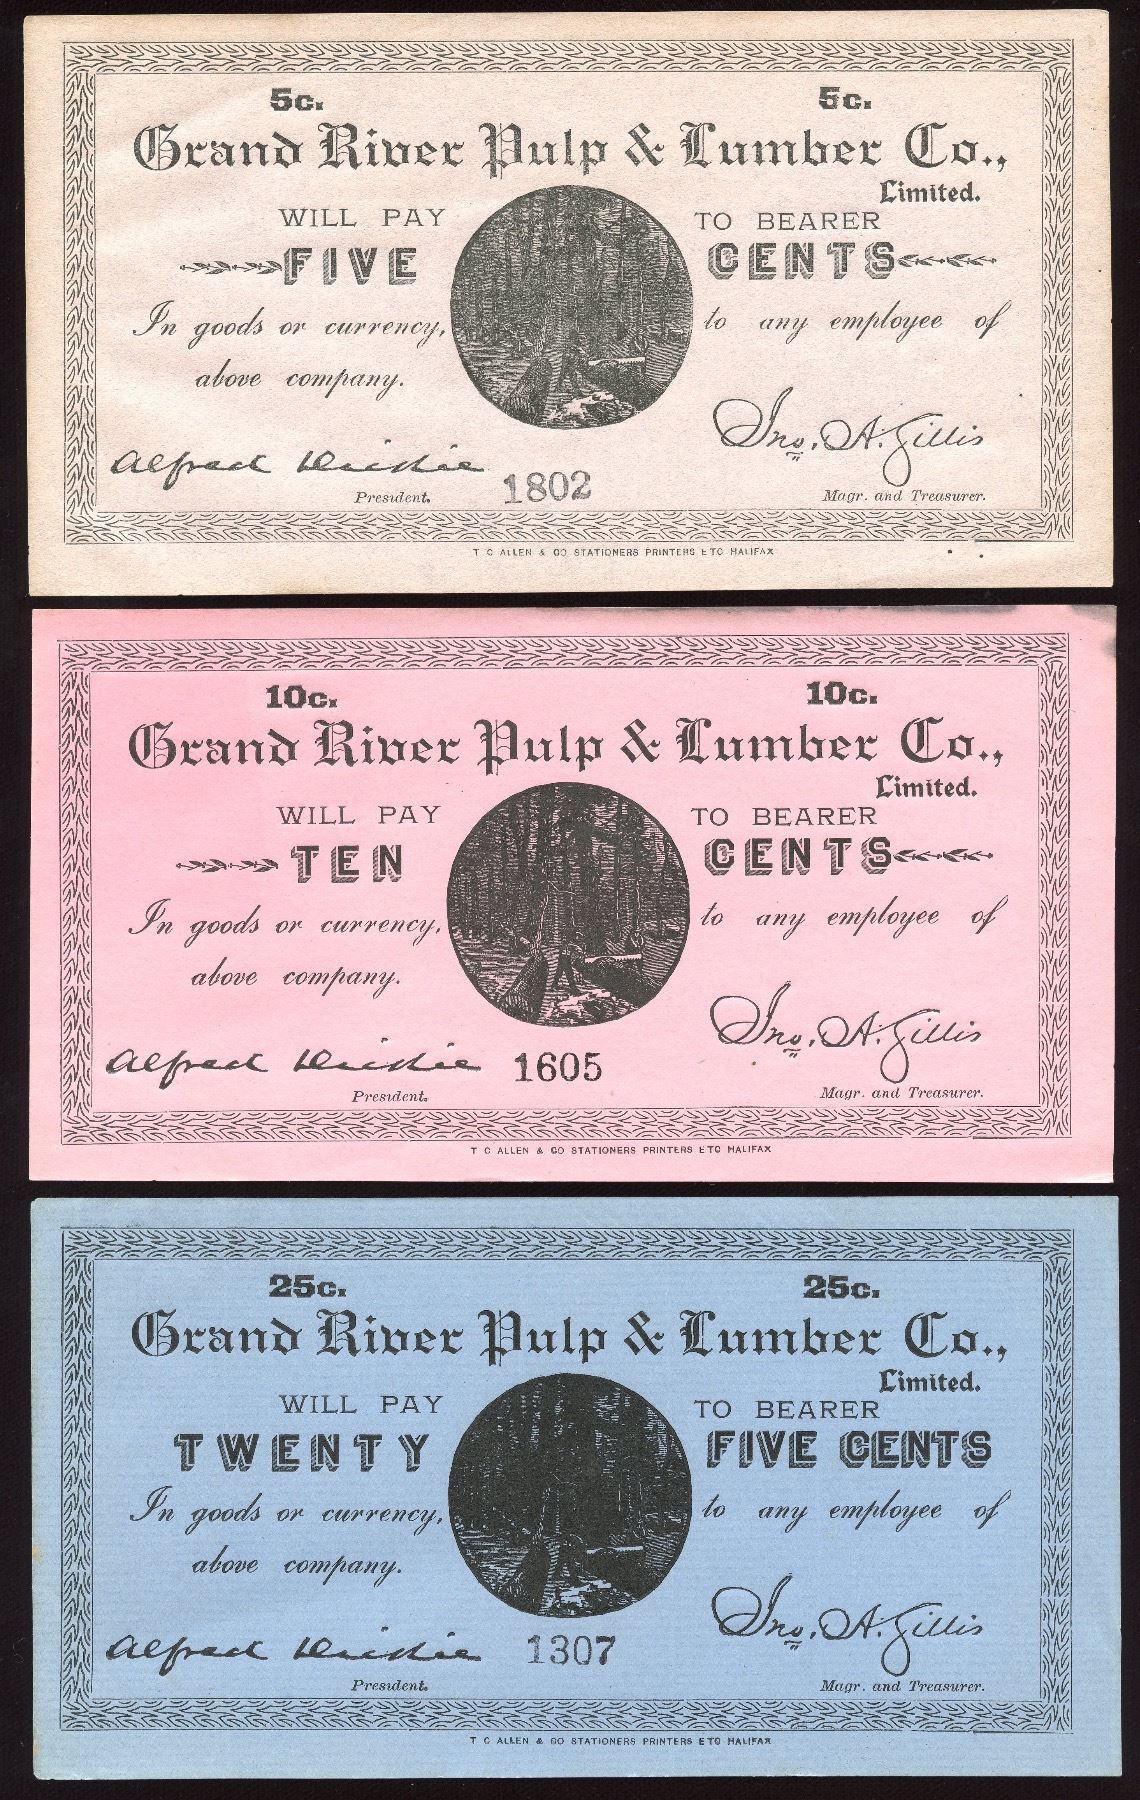 5c. 5c.
Grand River Pulp & Lumber Co.,
Limited.
WILL PAY TO BEARER
FIVE CENTS
In goods or currency, to any employee of
above company.
Alfred Dickie Jno. A. Gillis
President. 1802 Magr. and Treasurer.
T C ALLEN & CO STATIONERS PRINTERS ETC HALIFAX
10c. 10c.
Grand River Pulp & Lumber Co.,
Limited.
WILL PAY TO BEARER
TEN CENTS
In goods or currency, to any employee of
above company.
Alfred Dickie 1605 Jno. A. Gillis
President. Magr. and Treasurer.
T C ALLEN & CO STATIONERS PRINTERS ETC HALIFAX
25c. 25c.
Grand River Pulp & Lumber Co.,
Limited.
WILL PAY TO BEARER
TWENTY FIVE CENTS
In goods or currency, to any employee of
above company.
Alfred Dickie 1307 Jno. A. Gillis
President. Magr. and Treasurer.
T C ALLEN & CO STATIONERS PRINTERS ETC HALIFAX